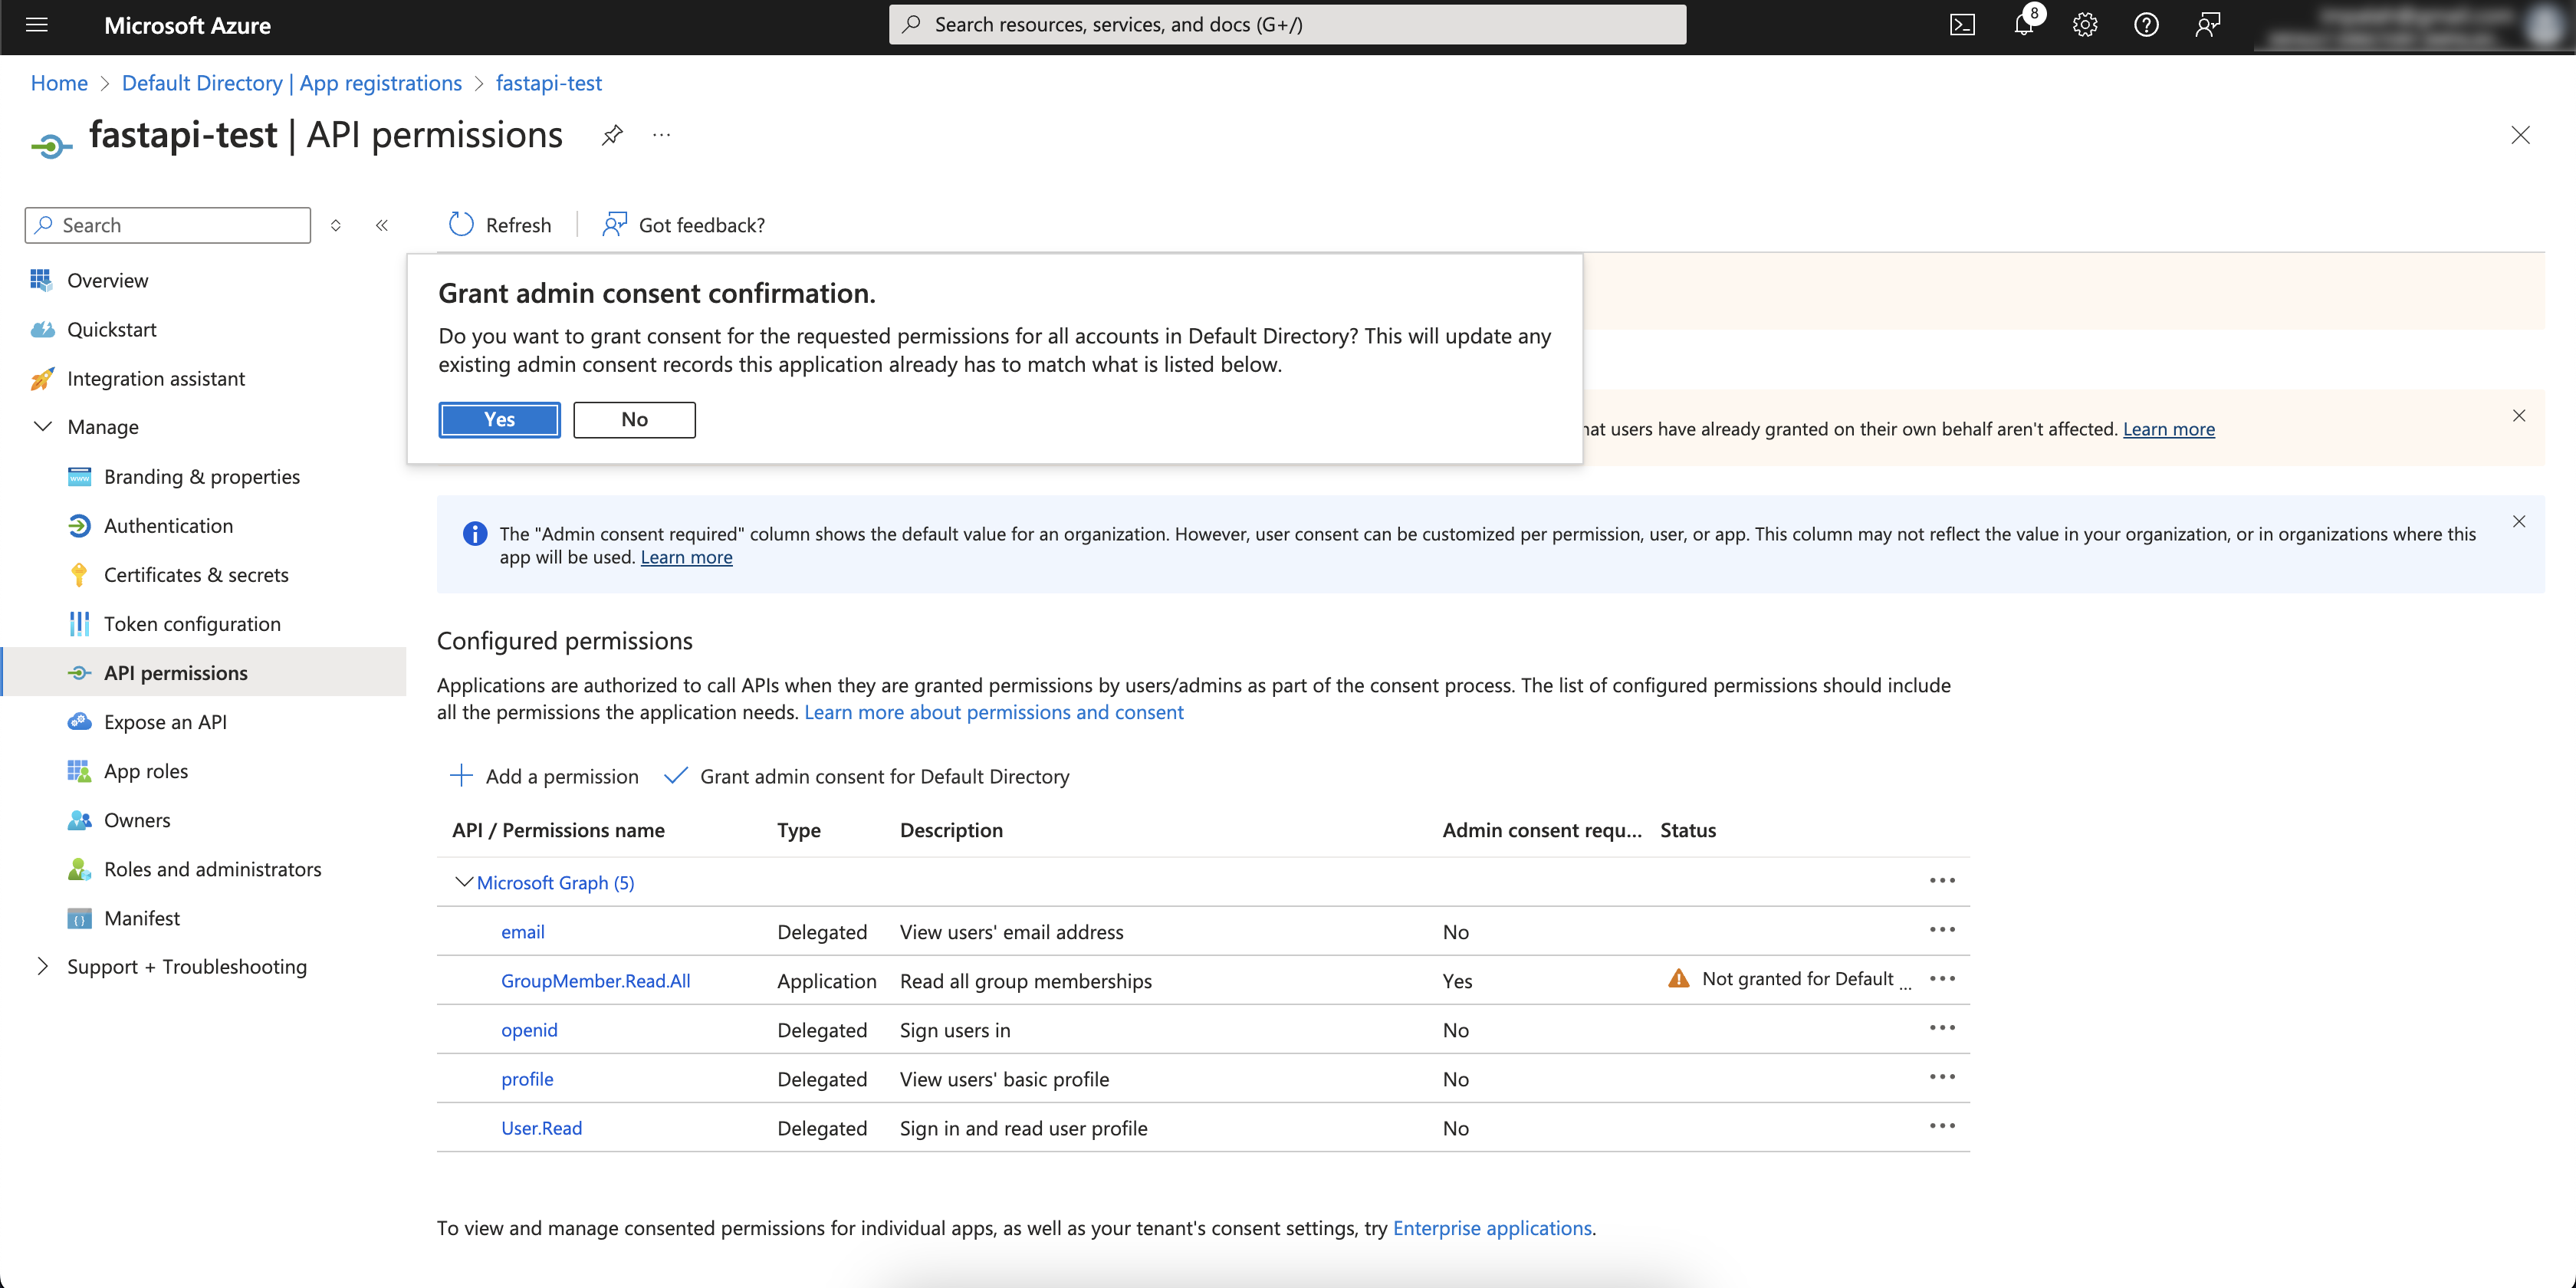 Microsoft Azure
Search resources, services, and docs (G+/)
8
Home > Default Directory | App registrations > fastapi-test
fastapi-test | API permissions
Search
Refresh
Got feedback?
Overview
Quickstart
Integration assistant
Manage
Branding & properties
Authentication
Certificates & secrets
Token configuration
API permissions
Expose an API
App roles
Owners
Roles and administrators
Manifest
Support + Troubleshooting
Grant admin consent confirmation.
Do you want to grant consent for the requested permissions for all accounts in Default Directory? This will update any
existing admin consent records this application already has to match what is listed below.
Yes No
users have already granted on their own behalf aren't affected. Learn more
The "Admin consent required" column shows the default value for an organization. However, user consent can be customized per permission, user, or app. This column may not reflect the value in your organization, or in organizations where this
app will be used. Learn more
Configured permissions
Applications are authorized to call APIs when they are granted permissions by users/admins as part of the consent process. The list of configured permissions should include
all the permissions the application needs. Learn more about permissions and consent
Add a permission Grant admin consent for Default Directory
API / Permissions name Type Description Admin consent requ... Status
Microsoft Graph (5)
email Delegated View users' email address No
GroupMember.Read.All Application Read all group memberships Yes Not granted for Default ...
openid Delegated Sign users in No
profile Delegated View users' basic profile No
User.Read Delegated Sign in and read user profile No
To view and manage consented permissions for individual apps, as well as your tenant's consent settings, try Enterprise applications.